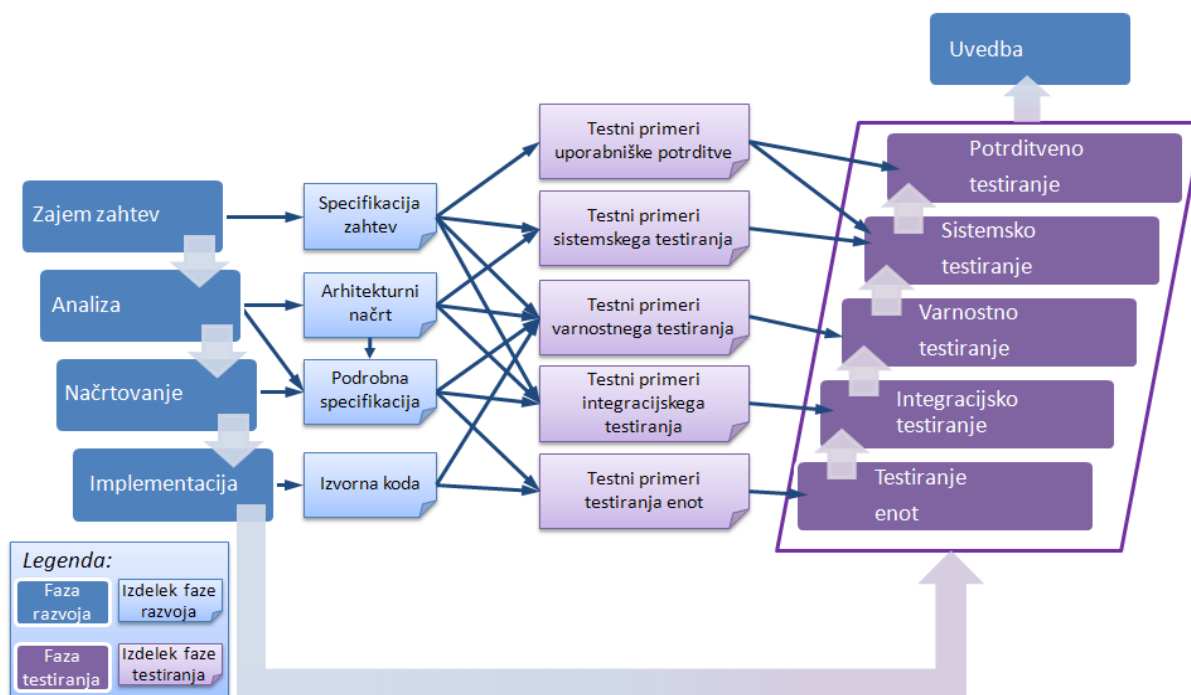 Uvedba
Zajem zahtev
Analiza
Načrtovanje
Implementacija
Specifikacija
zahtev
Arhitekturni
načrt
Podrobna
specifikacija
Izvorna koda
Testni primeri
uporabniške potrditve
Testni primeri
sistemskega testiranja
Testni primeri
varnostnega testiranja
Testni primeri
integracijskega
testiranja
Testni primeri
testiranja enot
Potrditveno
testiranje
Sistemsko
testiranje
Varnostno
testiranje
Integracijsko
testiranje
Testiranje
enot
Legenda:
Faza
razvoja
Izdelek faze
razvoja
Faza
testiranja
Izdelek faze
testiranja